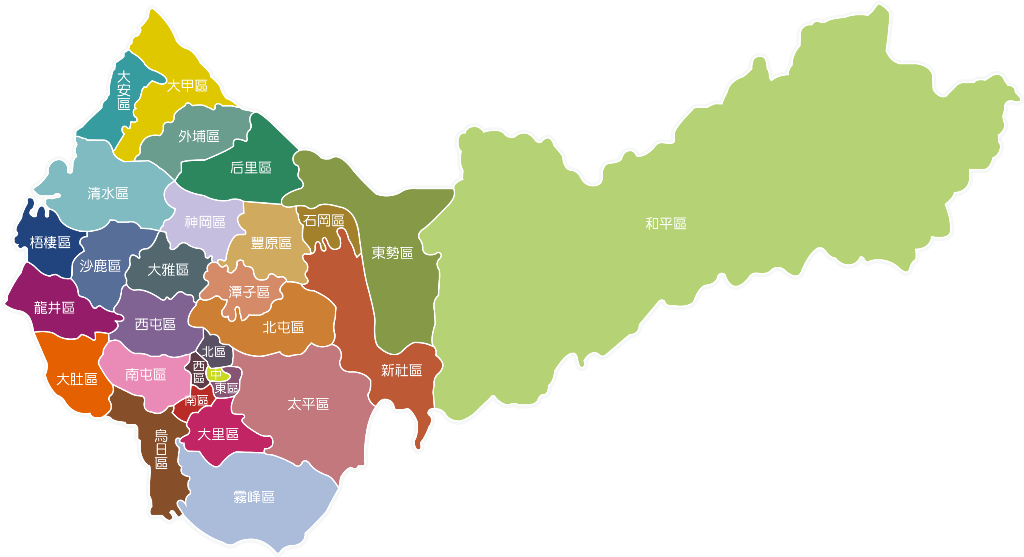 大安區
大甲區
外埔區
后里區
清水區
神岡區
石岡區
和平區
梧棲區
豐原區
東勢區
沙鹿區
大雅區
潭子區
龍井區
西屯區
北屯區
北區
新社區
大肚區
南屯區
西區
中
東區
南區
太平區
烏日區
大里區
霧峰區